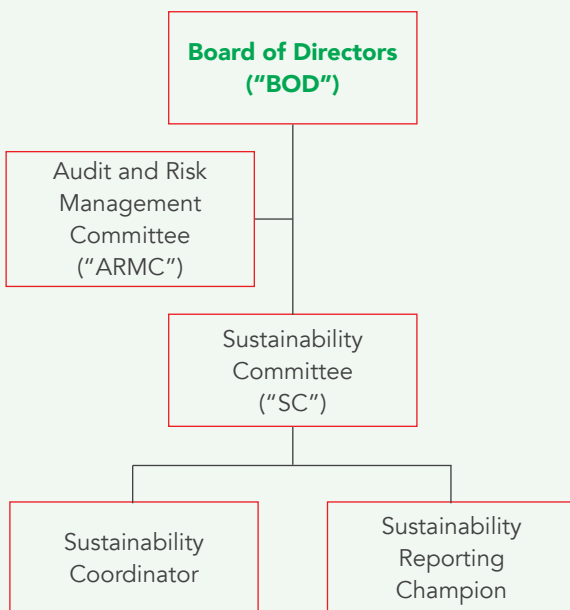 Board of Directors
("BOD")
Audit and Risk
Management
Committee
("ARMC")
Sustainability
Committee
("SC")
Sustainability
Coordinator
Sustainability
Reporting
Champion